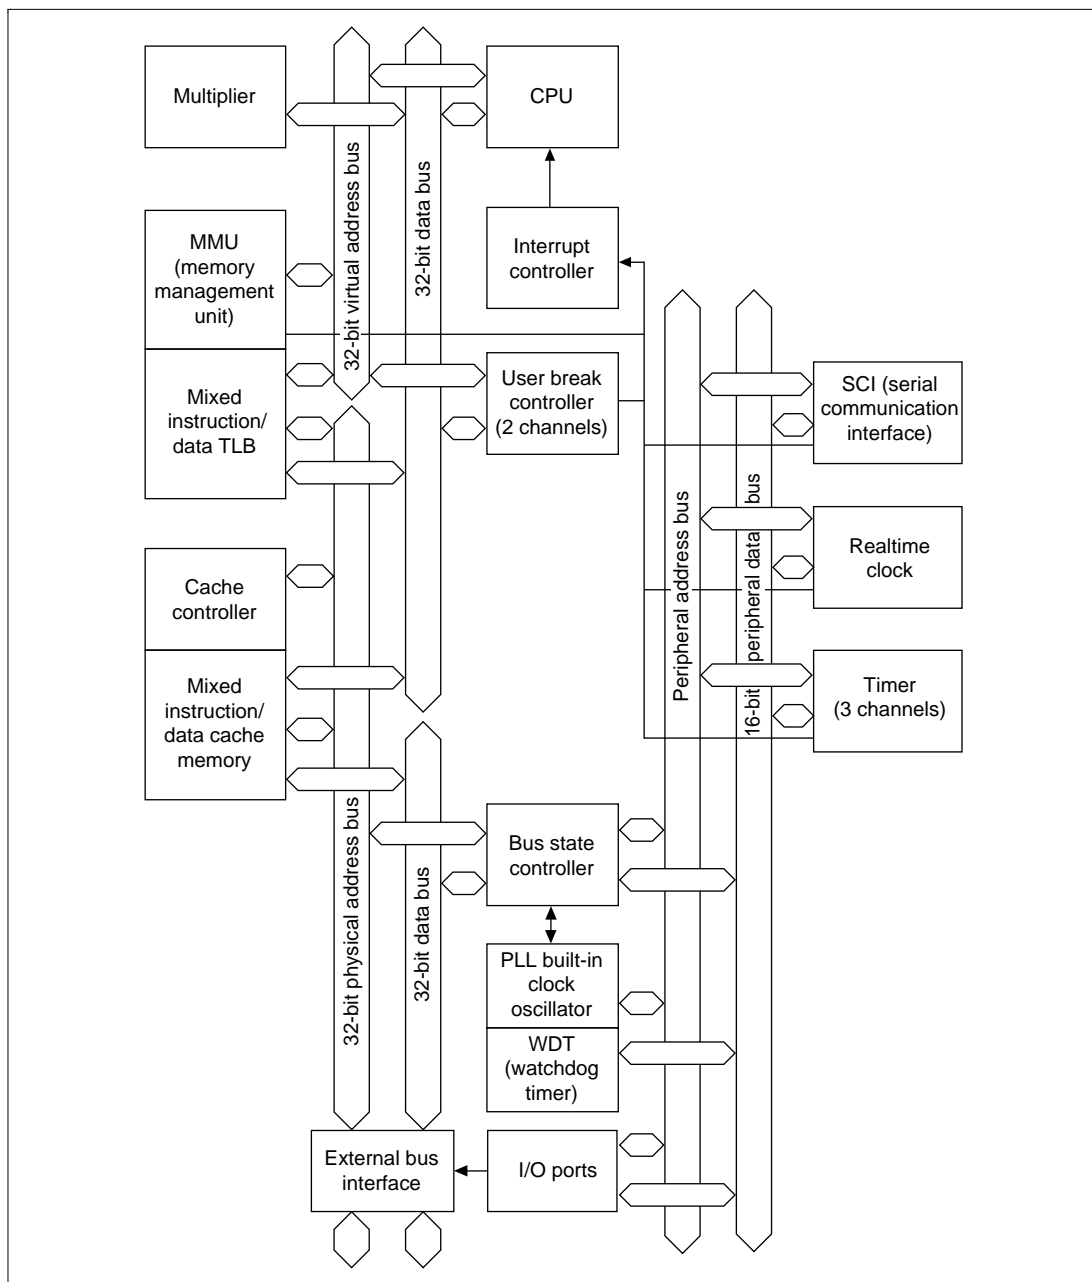 Multiplier
CPU
32-bit virtual address bus
32-bit data bus
MMU
(memory
management
unit)
Interrupt
controller
Mixed
instruction/
data TLB
User break
controller
(2 channels)
SCI (serial
communication
interface)
Peripheral address bus
16-bit peripheral data bus
Realtime
clock
Cache
controller
Mixed
instruction/
data cache
memory
Timer
(3 channels)
32-bit physical address bus
32-bit data bus
Bus state
controller
PLL built-in
clock
oscillator
WDT
(watchdog
timer)
External bus
interface
I/O ports